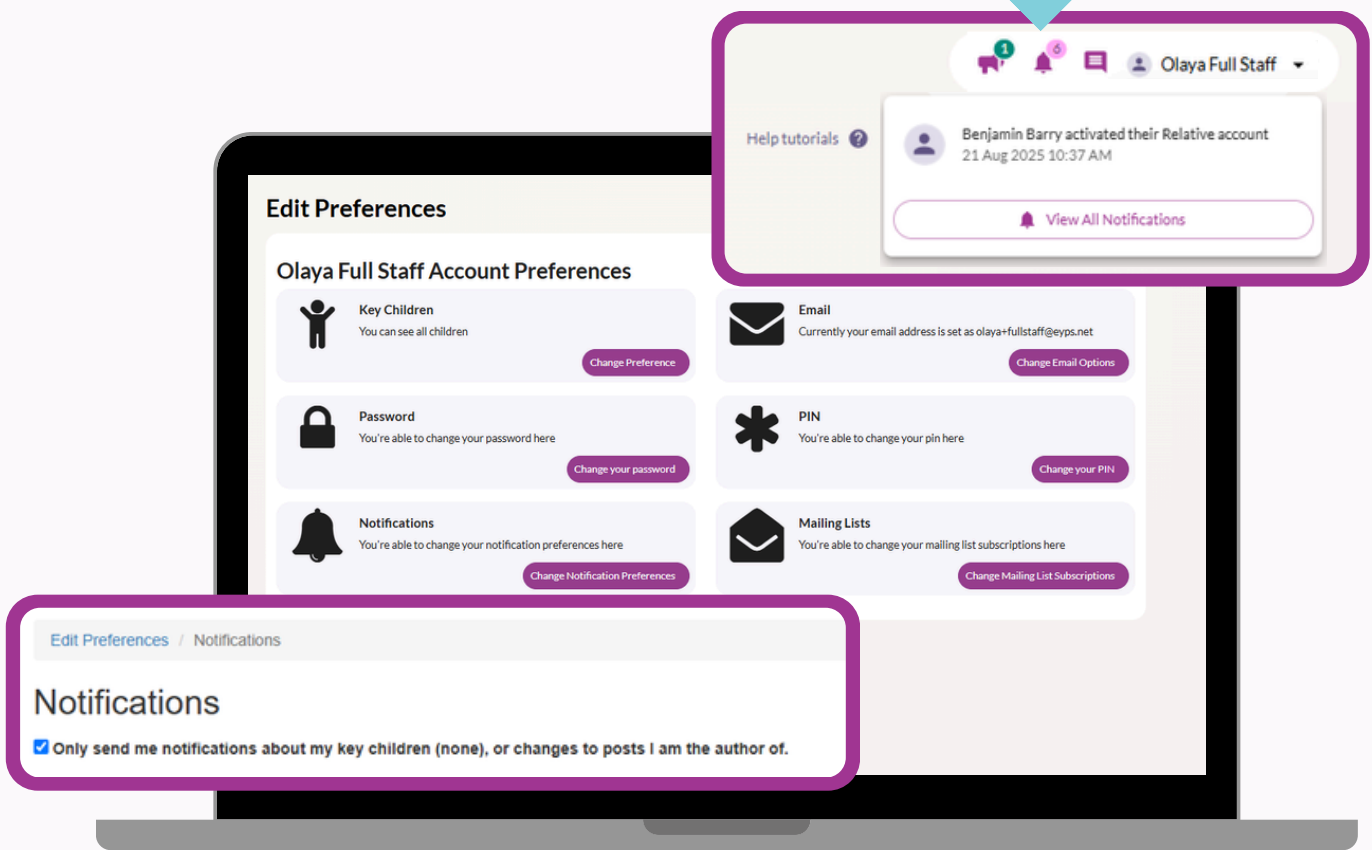 1
6
Olaya Full Staff
Help tutorials ?
Benjamin Barry activated their Relative account
21 Aug 2025 10:37 AM
View All Notifications
Edit Preferences
Olaya Full Staff Account Preferences
Key Children
You can see all children
Change Preference
Email
Currently your email address is set as olaya+fullstaff@eyps.net
Change Email Options
Password
You're able to change your password here
Change your password
PIN
You're able to change your pin here
Change your PIN
Notifications
You're able to change your notification preferences here
Change Notification Preferences
Mailing Lists
You're able to change your mailing list subscriptions here
Change Mailing List Subscriptions
Edit Preferences / Notifications
Notifications
Only send me notifications about my key children (none), or changes to posts I am the author of.